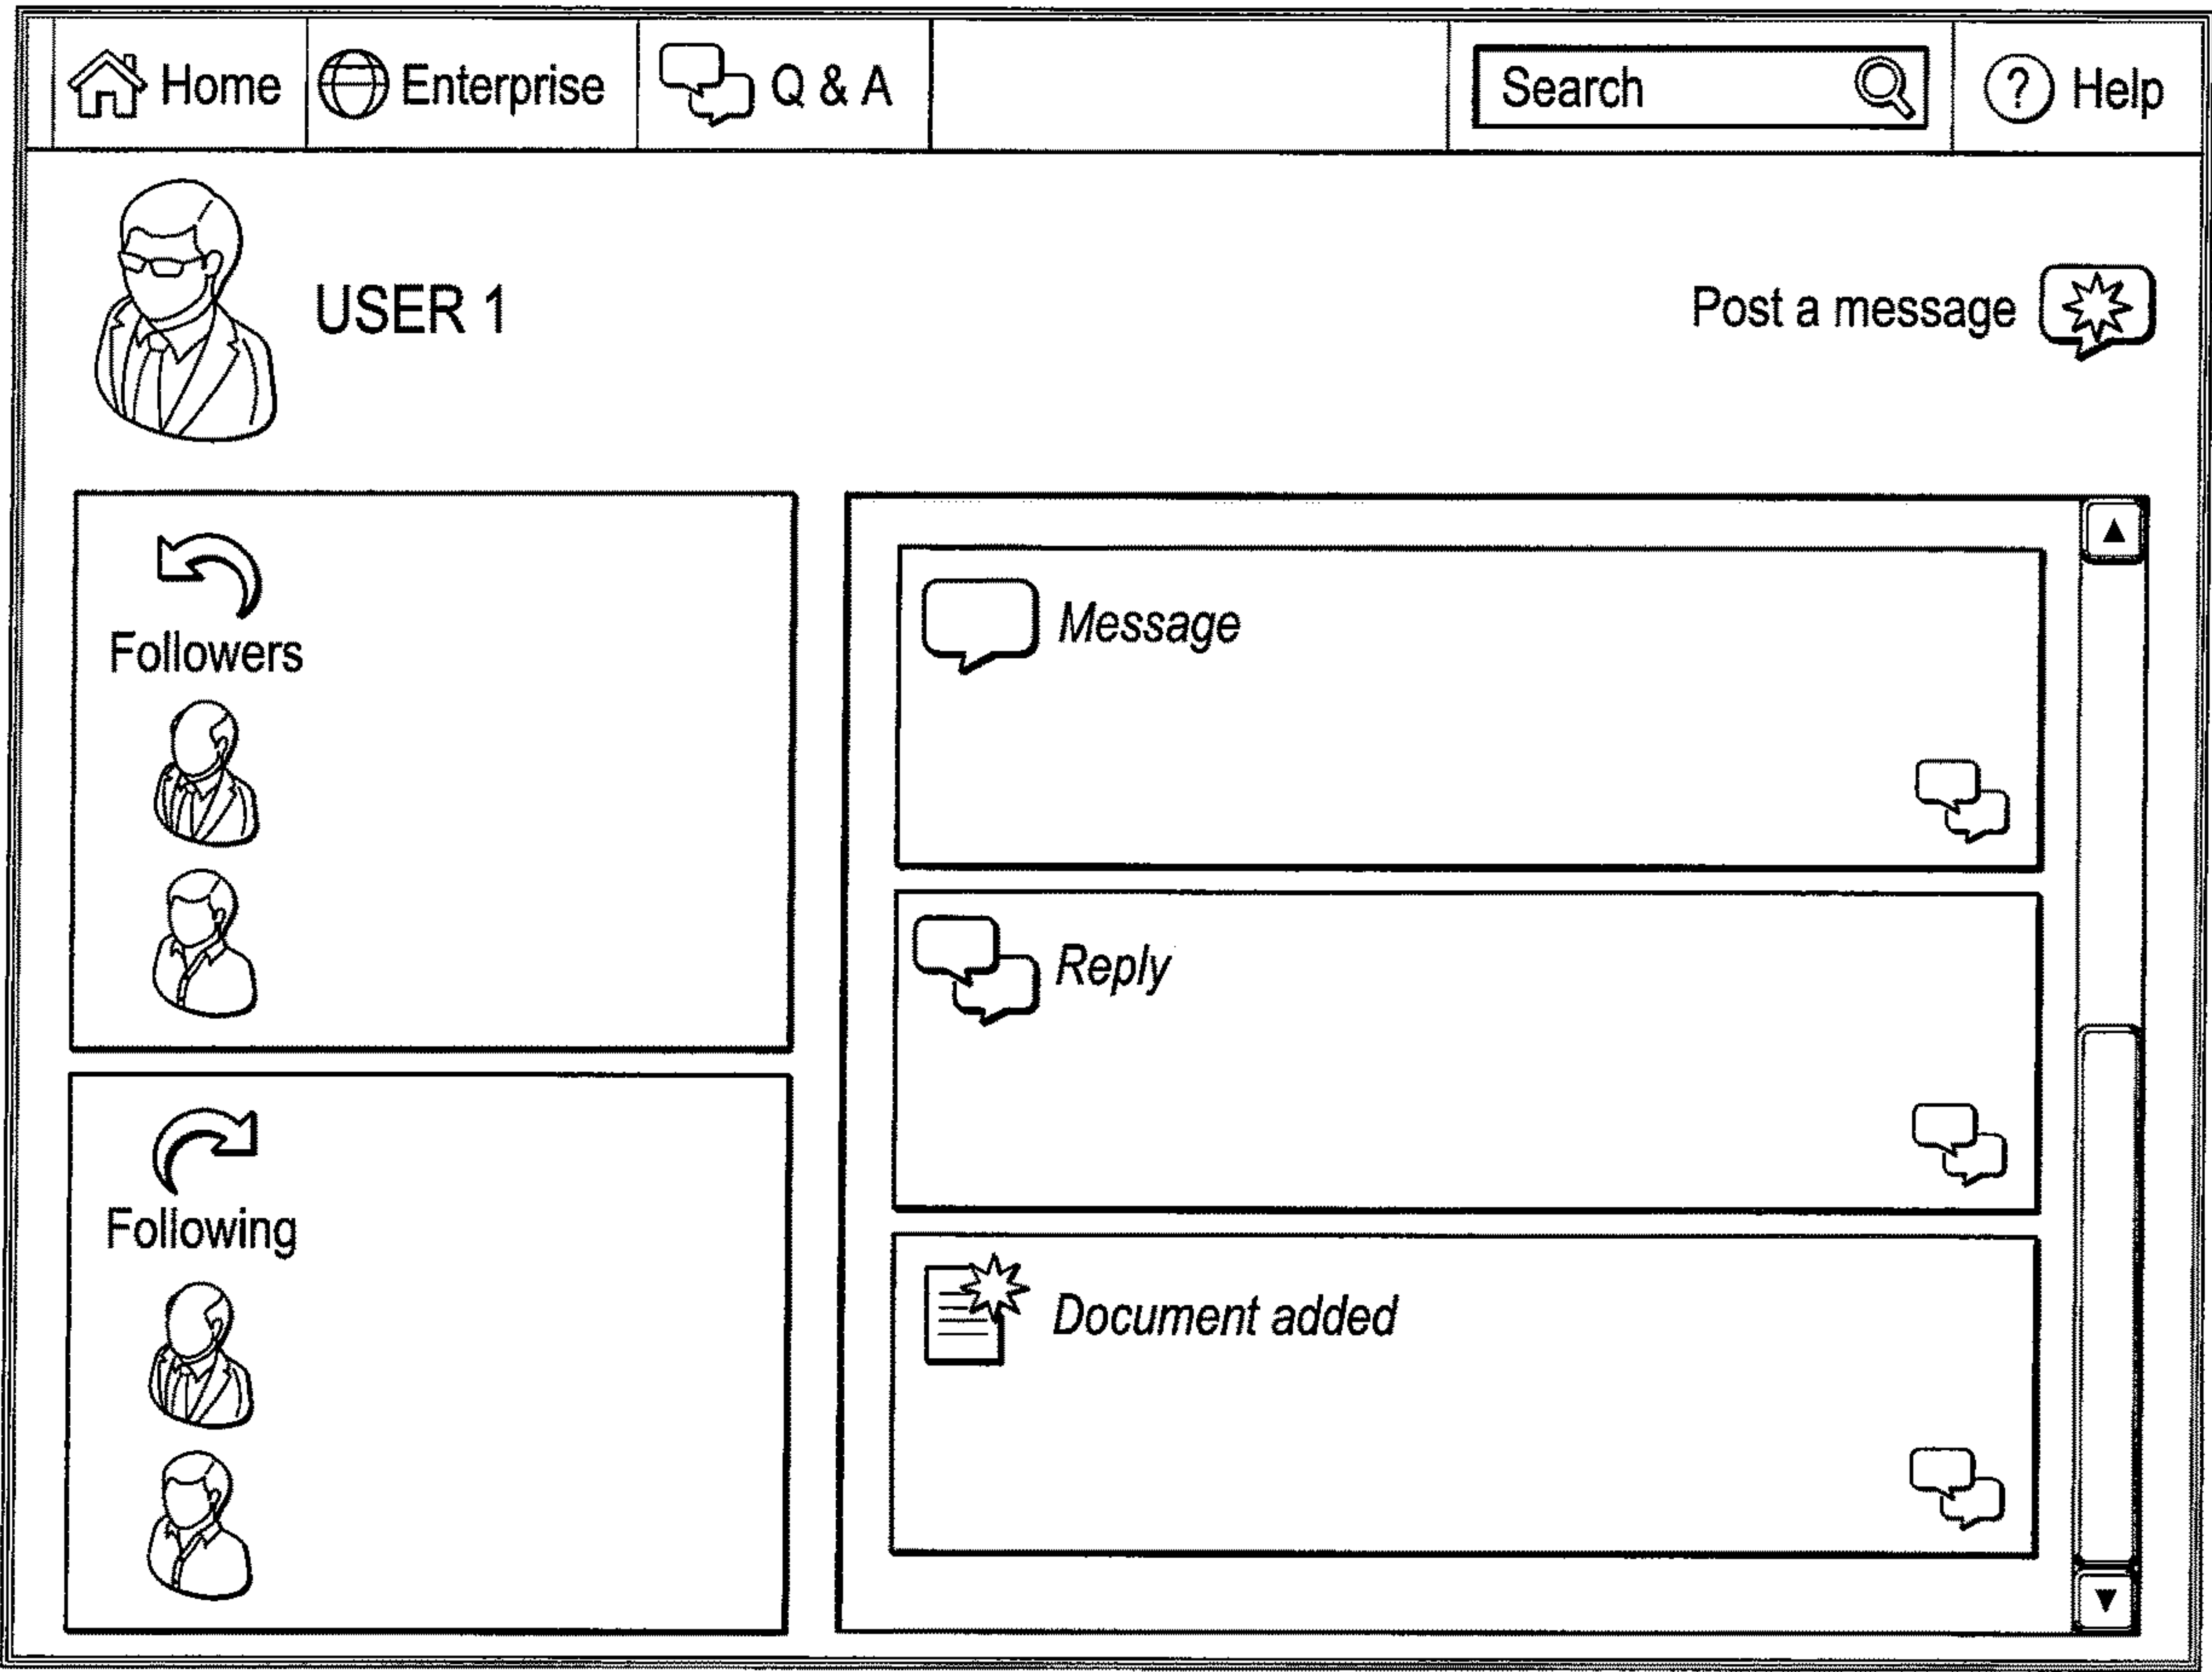 Home
Enterprise
Q & A
Search
? Help
USER 1
Post a message
Followers
Following
Message
Reply
Document added